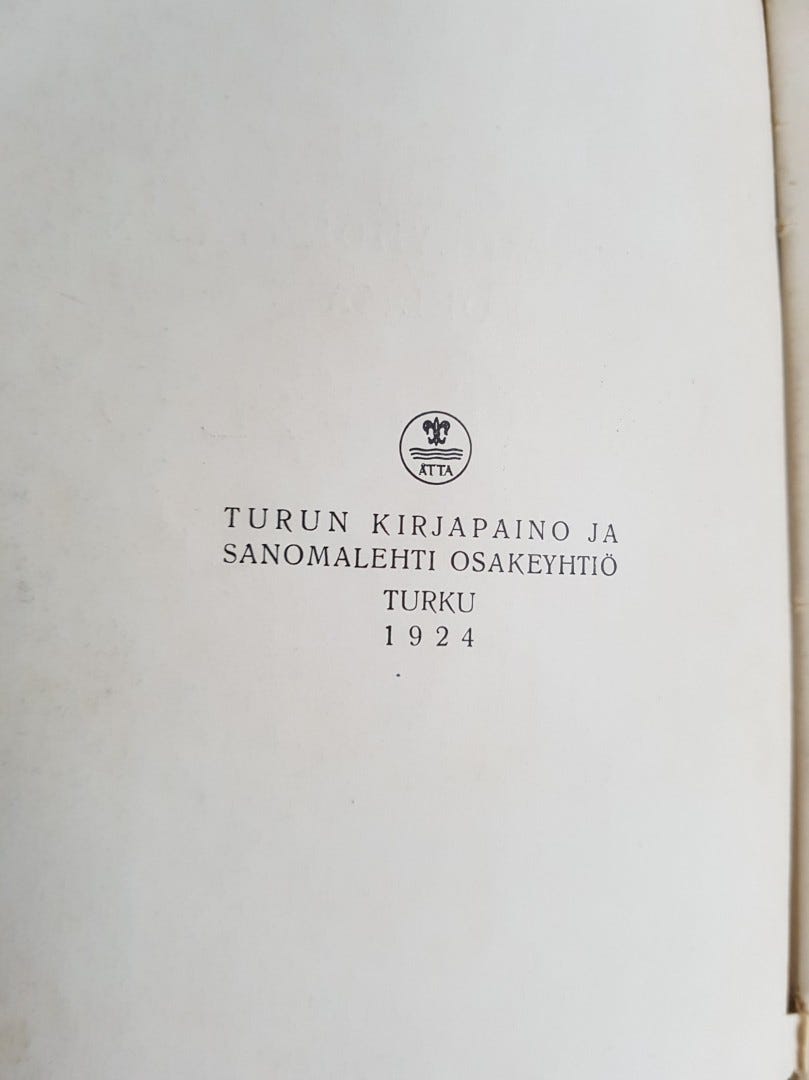 ÅTTA
TURUN KIRJAPAINO JA
SANOMALEHTI OSAKEYHTIÖ
TURKU
1924